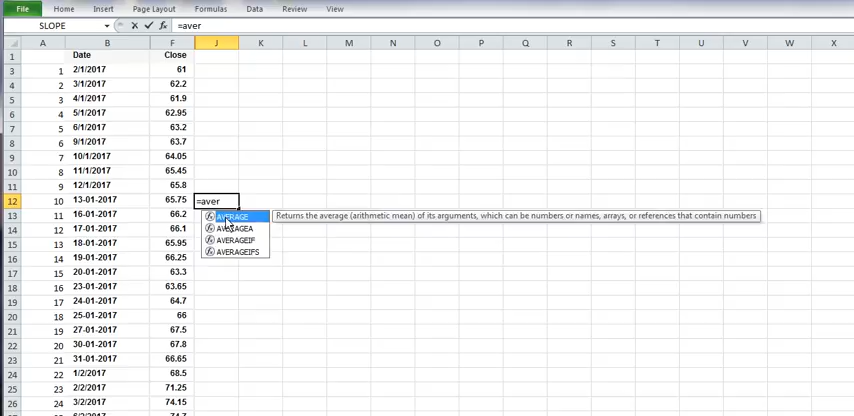 File Home Insert Page Layout Formulas Data Review View
SLOPE fx =aver
A B F J K L M N O P Q R S T U V W X
1 Date Close
3 1 2/1/2017 61
4 2 3/1/2017 62.2
5 3 4/1/2017 61.9
6 4 5/1/2017 62.95
7 5 6/1/2017 63.2
8 6 9/1/2017 63.7
9 7 10/1/2017 64.05
10 8 11/1/2017 65.45
11 9 12/1/2017 65.8
12 10 13-01-2017 65.75 =aver
13 11 16-01-2017 66.2 fx AVERAGE Returns the average (arithmetic mean) of its arguments, which can be numbers or names, arrays, or references that contain numbers
14 12 17-01-2017 66.1 fx AVERAGEA
15 13 18-01-2017 65.95 fx AVERAGEIF
16 14 19-01-2017 66.25 fx AVERAGEIFS
17 15 20-01-2017 63.3
18 16 23-01-2017 63.65
19 17 24-01-2017 64.7
20 18 25-01-2017 66
21 19 27-01-2017 67.5
22 20 30-01-2017 67.8
23 21 31-01-2017 66.65
24 22 1/2/2017 68.5
25 23 2/2/2017 71.25
26 24 3/2/2017 74.15